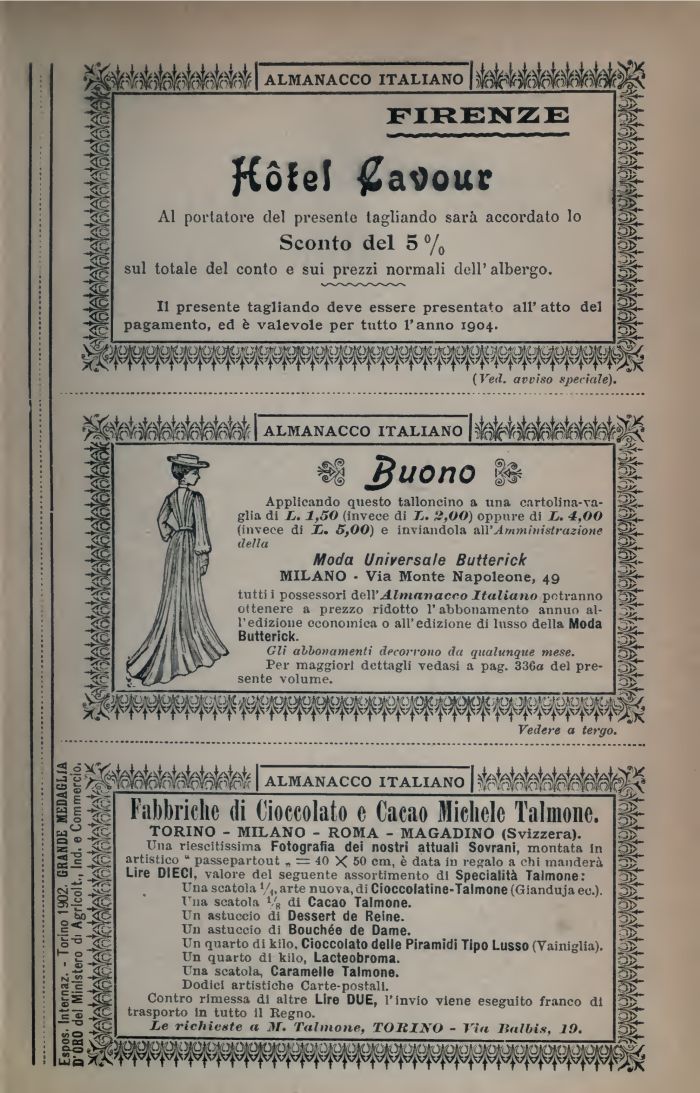 ALMANACCO ITALIANO
FIRENZE
Hôtel Cavour
Al portatore del presente tagliando sarà accordato lo
Sconto del 5 %
sul totale del conto e sui prezzi normali dell' albergo.
Il presente tagliando deve essere presentato all' atto del
pagamento, ed è valevole per tutto l'anno 1904.
(Ved. avviso speciale).
ALMANACCO ITALIANO
Buono
Applicando questo talloncino a una cartolina-va-
glia di L. 1,50 (invece di L. 2,00) oppure di L. 4,00
(invece di L. 5,00) e inviandola all'Amministrazione
della
Moda Universale Butterick
MILANO - Via Monte Napoleone, 49
tutti i possessori dell'Almanacco Italiano potranno
ottenere a prezzo ridotto l'abbonamento annuo al-
l'edizione economica o all'edizione di lusso della Moda
Butterick.
Gli abbonamenti decorrono da qualunque mese.
Per maggiori dettagli vedasi a pag. 336a del pre-
sente volume.
Vedere a tergo.
Espos. Internaz. - Torino 1902. GRANDE MEDAGLIA
D'ORO del Ministero di Agricolt., Ind. e Commercio.
ALMANACCO ITALIANO
Fabbriche di Cioccolato e Cacao Michele Talmone.
TORINO - MILANO - ROMA - MAGADINO (Svizzera).
Una riescitissima Fotografia dei nostri attuali Sovrani, montata in
artistico " passepartout „ = 40 X 50 cm, è data in regalo a chi manderà
Lire DIECI, valore del seguente assortimento di Specialità Talmone:
Una scatola 1/4, arte nuova, di Cioccolatine-Talmone (Gianduja ec.).
Una scatola 1/8 di Cacao Talmone.
Un astuccio di Dessert de Reine.
Un astuccio di Bouchée de Dame.
Un quarto di kilo, Cioccolato delle Piramidi Tipo Lusso (Vainiglia).
Un quarto di kilo, Lacteobroma.
Una scatola, Caramelle Talmone.
Dodici artistiche Carte-postali.
Contro rimessa di altre Lire DUE, l'invio viene eseguito franco di
trasporto in tutto il Regno.
Le richieste a M. Talmone, TORINO - Via Balbis, 19.